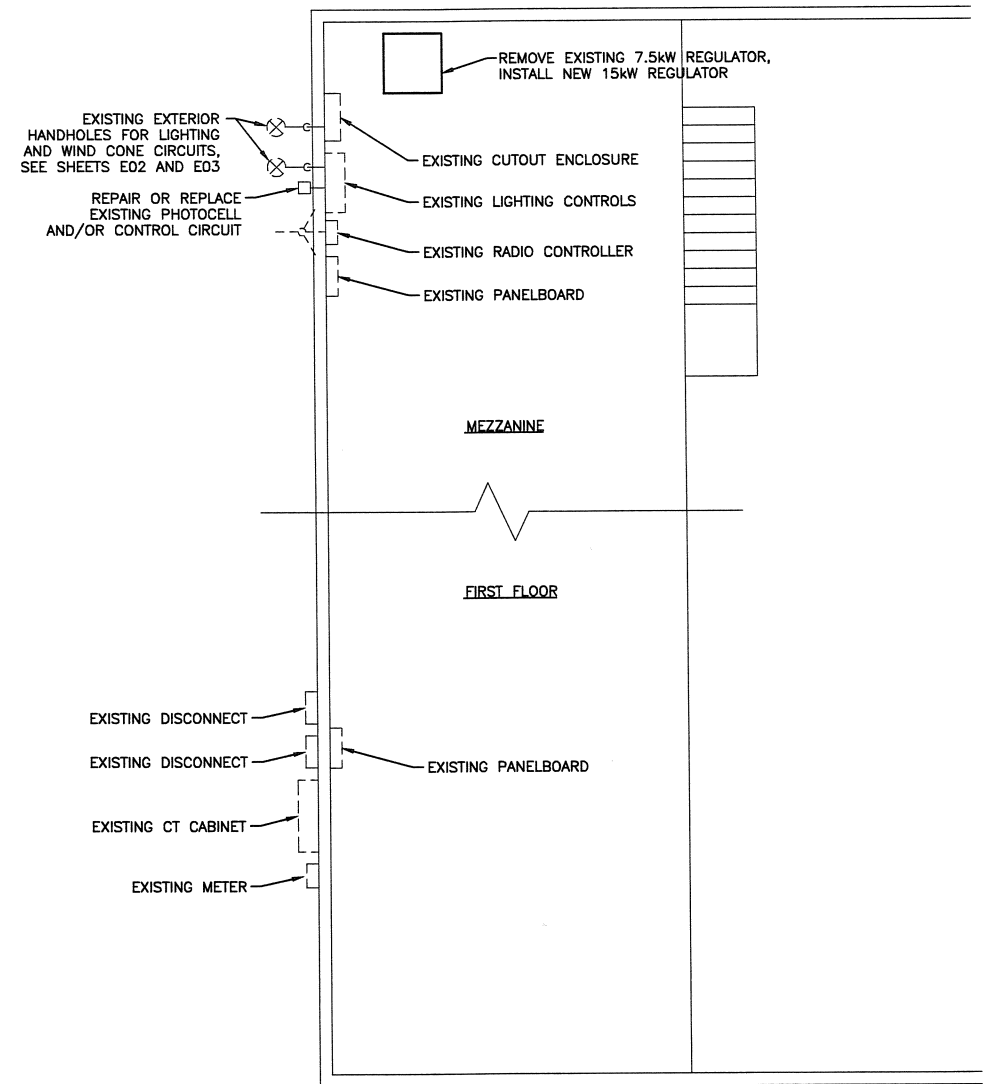 REMOVE EXISTING 7.5kW REGULATOR,
INSTALL NEW 15kW REGULATOR
EXISTING EXTERIOR
HANDHOLES FOR LIGHTING
AND WIND CONE CIRCUITS,
SEE SHEETS E02 AND E03
EXISTING CUTOUT ENCLOSURE
REPAIR OR REPLACE
EXISTING PHOTOCELL
AND/OR CONTROL CIRCUIT
EXISTING LIGHTING CONTROLS
EXISTING RADIO CONTROLLER
EXISTING PANELBOARD
MEZZANINE
FIRST FLOOR
EXISTING DISCONNECT
EXISTING DISCONNECT
EXISTING PANELBOARD
EXISTING CT CABINET
EXISTING METER